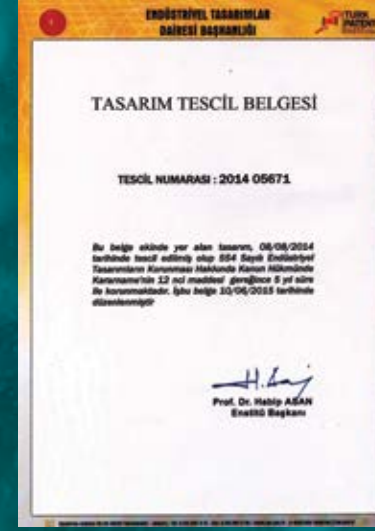 ENDÜSTRİYEL TASARIMLAR
DAİRESİ BAŞKANLIĞI
TÜRK
PATENT
TASARIM TESCİL BELGESİ
TESCİL NUMARASI : 2014 05671
Bu belge ekinde yer alan tasarım, 08/08/2014
tarihinde tescil edilmiş olup 554 Sayılı Endüstriyel
Tasarımların Korunması Hakkında Kanun Hükmünde
Kararname'nin 12 nci maddesi gereğince 5 yıl süre
ile korunmaktadır. İşbu belge 10/06/2015 tarihinde
düzenlenmiştir
Prof. Dr. Habip ASAN
Enstitü Başkanı